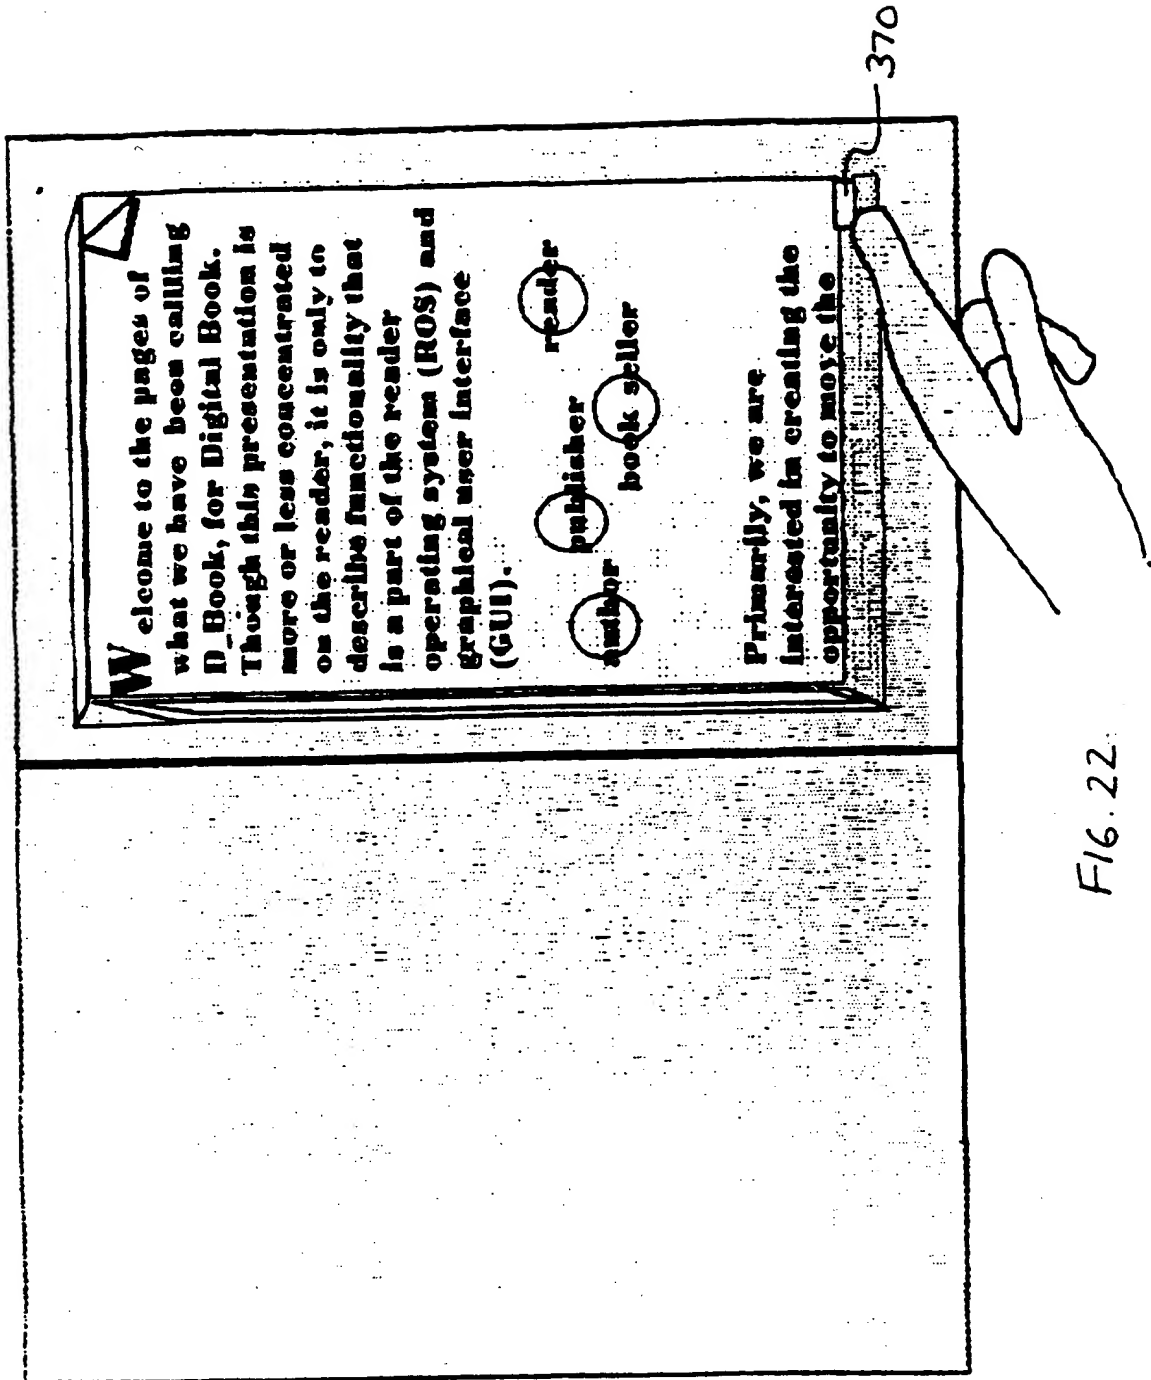 Welcome to the pages of
what we have been callling
D_Book, for Digital Book.
Though this presentation is
more or less concentrated
on the reader, it is only to
describe functionality that
is a part of the reader
operating system (ROS) and
graphical user interface
(GUI).
author publisher reader
book seller
Primarily, we are
interested in creating the
opportunity to move the
370
FIG. 22.